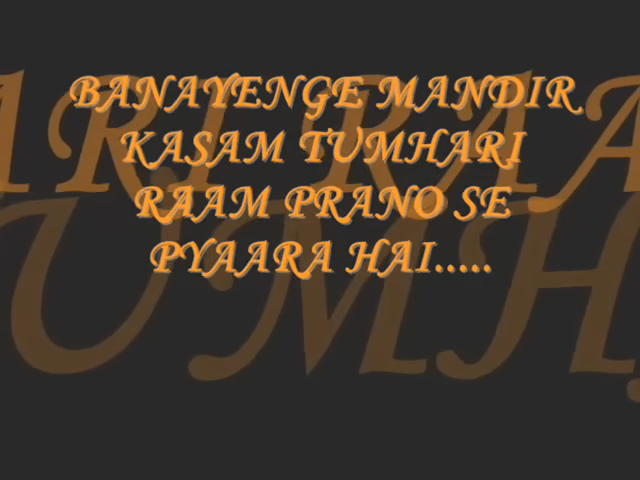 BANAYENGE MANDIR
KASAM TUMHARI
RAAM PRANO SE
PYAARA HAI.....